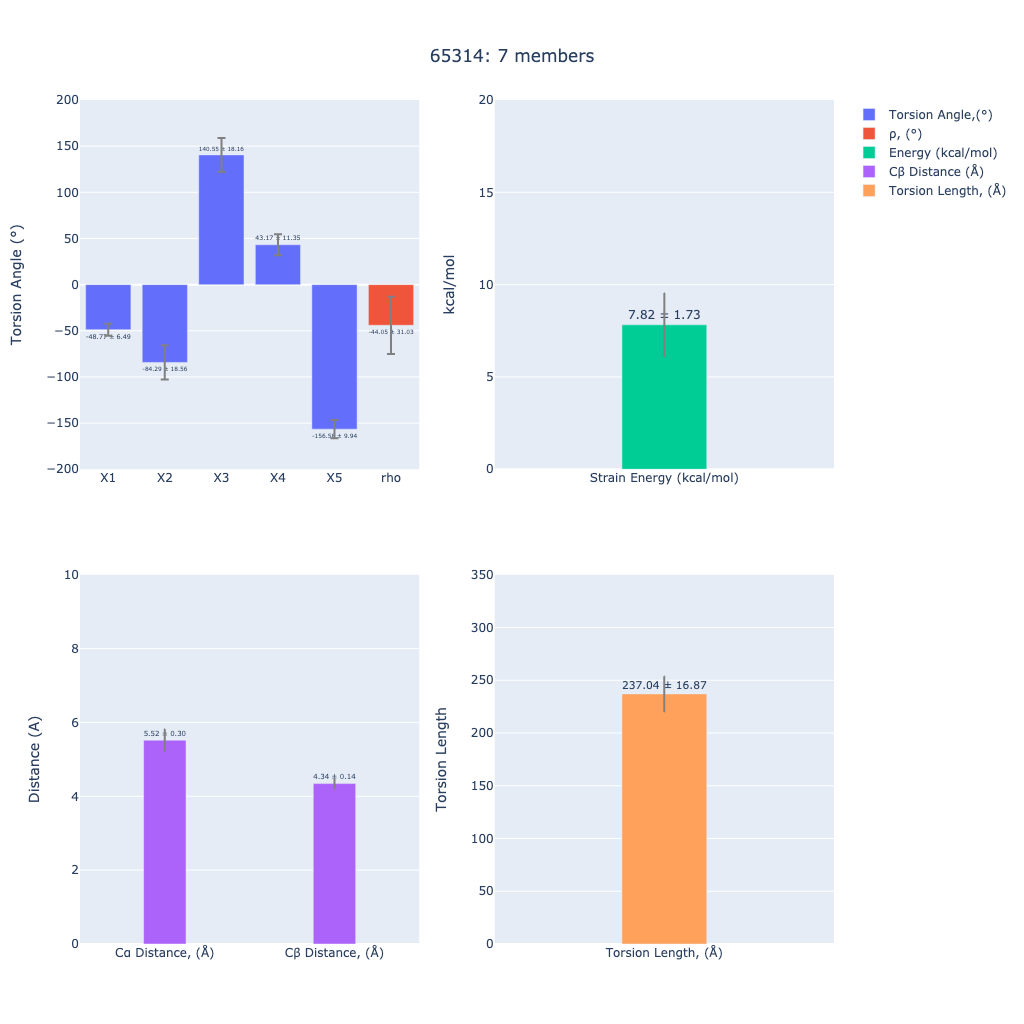 65314: 7 members
Torsion Angle (°)
200
150
100
50
0
−50
−100
−150
−200
140.55 ± 18.16
43.17 ± 11.35
-48.77 ± 6.49
-84.29 ± 18.56
-44.05 ± 31.03
X1 X2 X3 X4 X5 rho
kcal/mol
20
15
10
5
0
7.82 ± 1.73
Strain Energy (kcal/mol)
Torsion Angle,(°)
ρ, (°)
Energy (kcal/mol)
Cβ Distance (Å)
Torsion Length, (Å)
Distance (A)
10
8
6
4
2
0
5.52 ± 0.30
4.34 ± 0.14
Cα Distance, (Å) Cβ Distance, (Å)
Torsion Length
350
300
250
200
150
100
50
0
237.04 ± 16.87
Torsion Length, (Å)